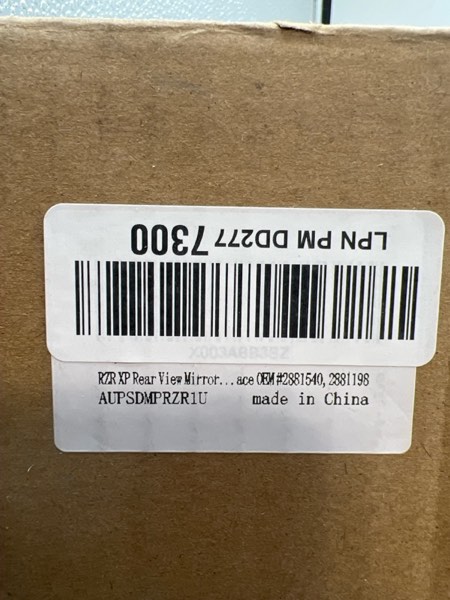 LPN PM DD277 7300
RZR XP Rear View Mirror...ace OEM #2881540, 2881198
AUPSDMPRZR1U made in China